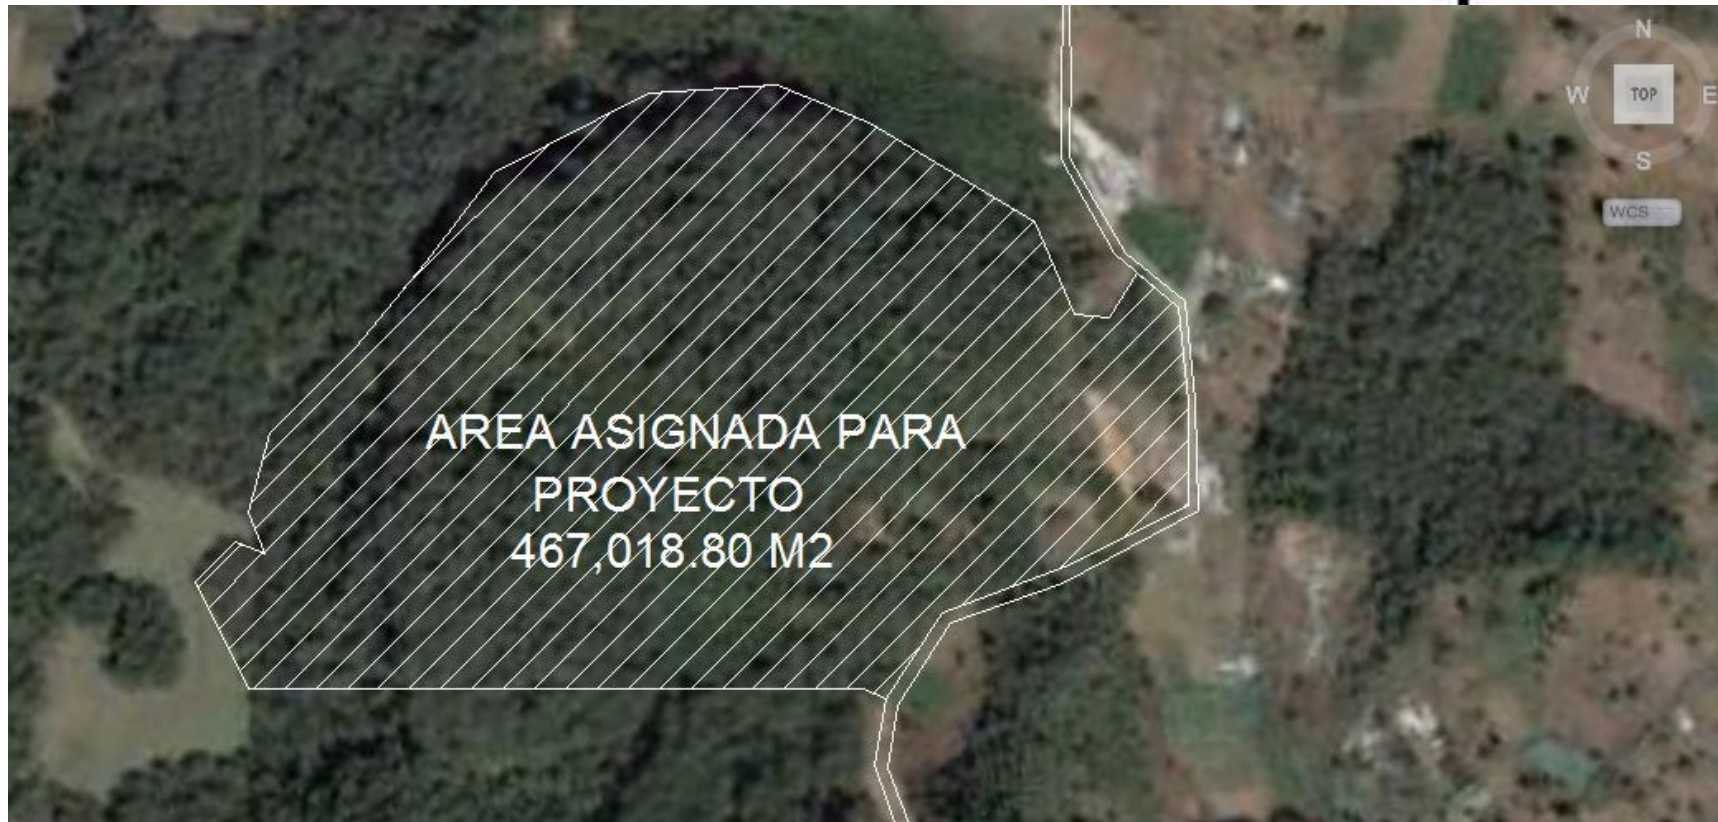 N
W
TOP
E
S
WCS
AREA ASIGNADA PARA
PROYECTO
467,018.80 M2